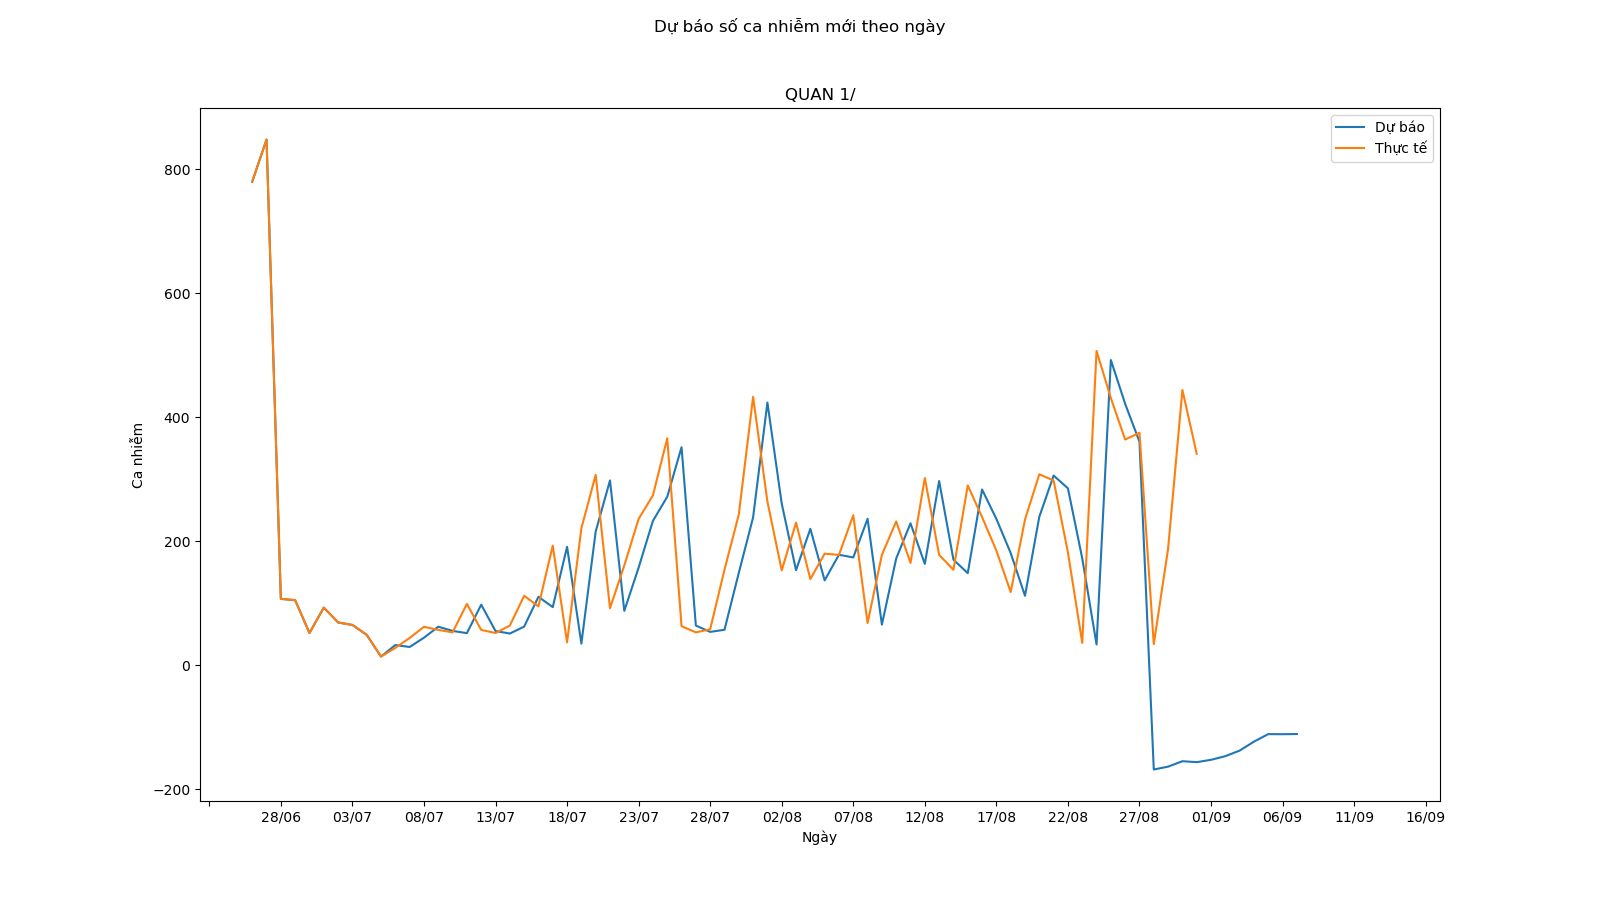 Dự báo số ca nhiễm mới theo ngày
QUAN 1/
Dự báo
Thực tế
800
600
400
200
0
−200
Ca nhiễm
28/06 03/07 08/07 13/07 18/07 23/07 28/07 02/08 07/08 12/08 17/08 22/08 27/08 01/09 06/09 11/09 16/09
Ngày